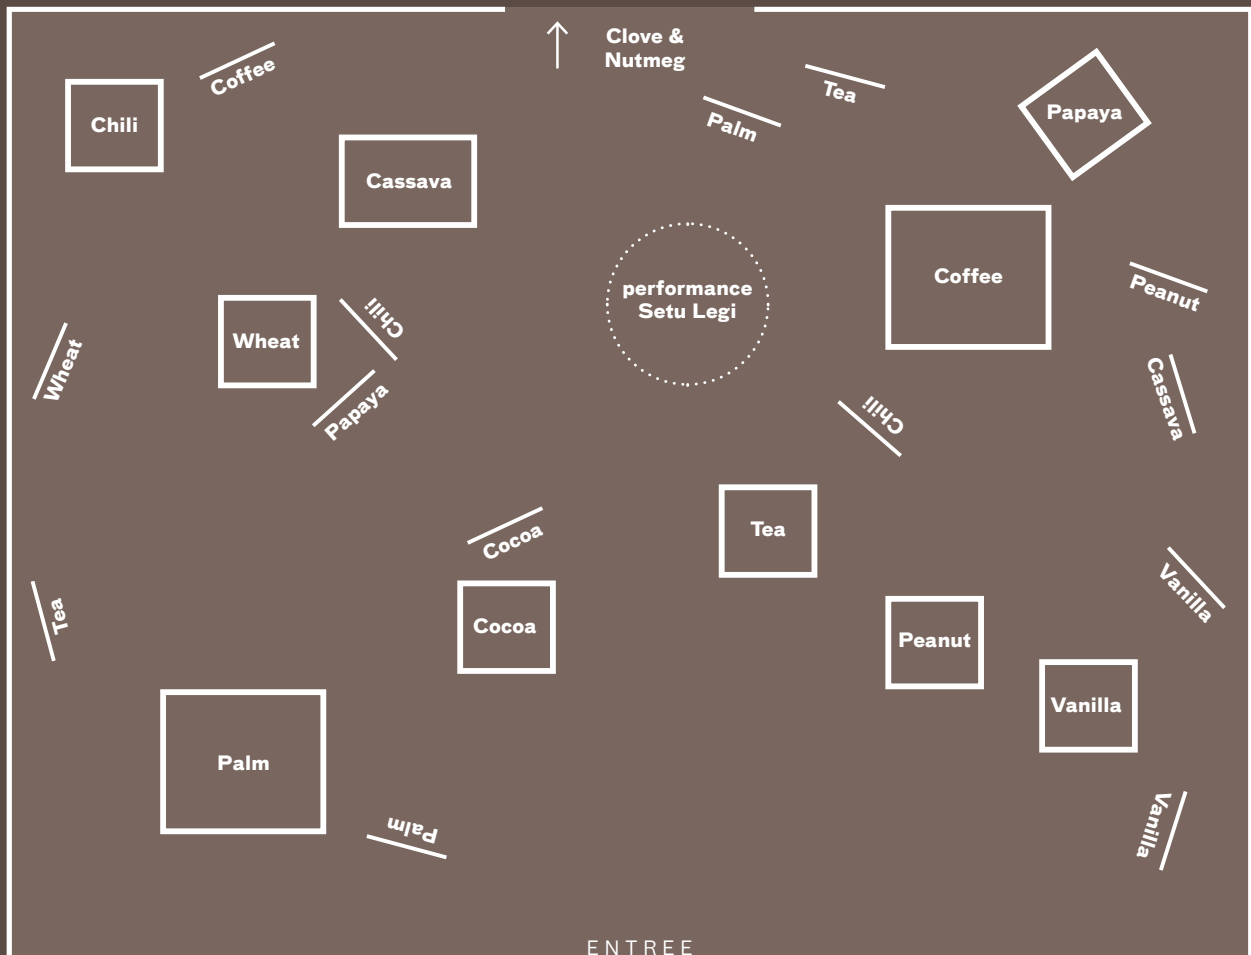 Clove &
Nutmeg
Coffee
Tea
Palm
Papaya
Chili
Cassava
Coffee
Peanut
performance
Setu Legi
Chili
Wheat
Wheat
Papaya
Cassava
Chili
Tea
Cocoa
Vanilla
Tea
Cocoa
Peanut
Vanilla
Palm
Palm
Vanilla
ENTREE